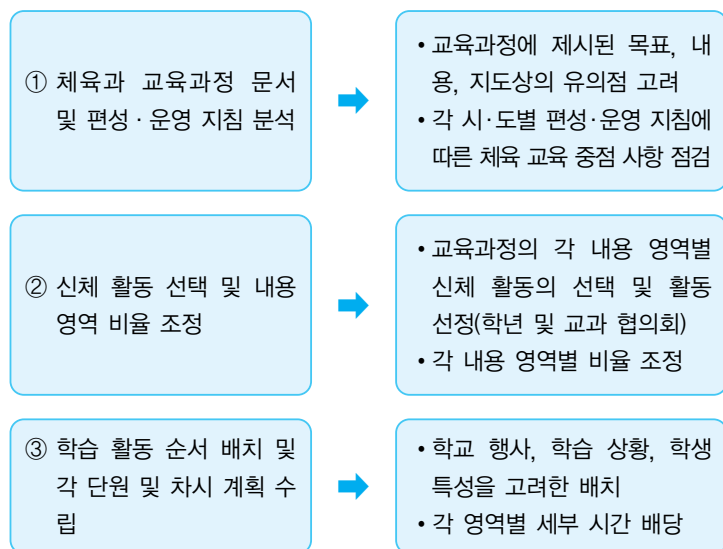 ① 체육과 교육과정 문서
및 편성·운영 지침 분석
• 교육과정에 제시된 목표, 내
용, 지도상의 유의점 고려
• 각 시·도별 편성·운영 지침에
따른 체육 교육 중점 사항 점검
② 신체 활동 선택 및 내용
영역 비율 조정
• 교육과정의 각 내용 영역별
신체 활동의 선택 및 활동
선정(학년 및 교과 협의회)
• 각 내용 영역별 비율 조정
③ 학습 활동 순서 배치 및
각 단원 및 차시 계획 수
립
• 학교 행사, 학습 상황, 학생
특성을 고려한 배치
• 각 영역별 세부 시간 배당